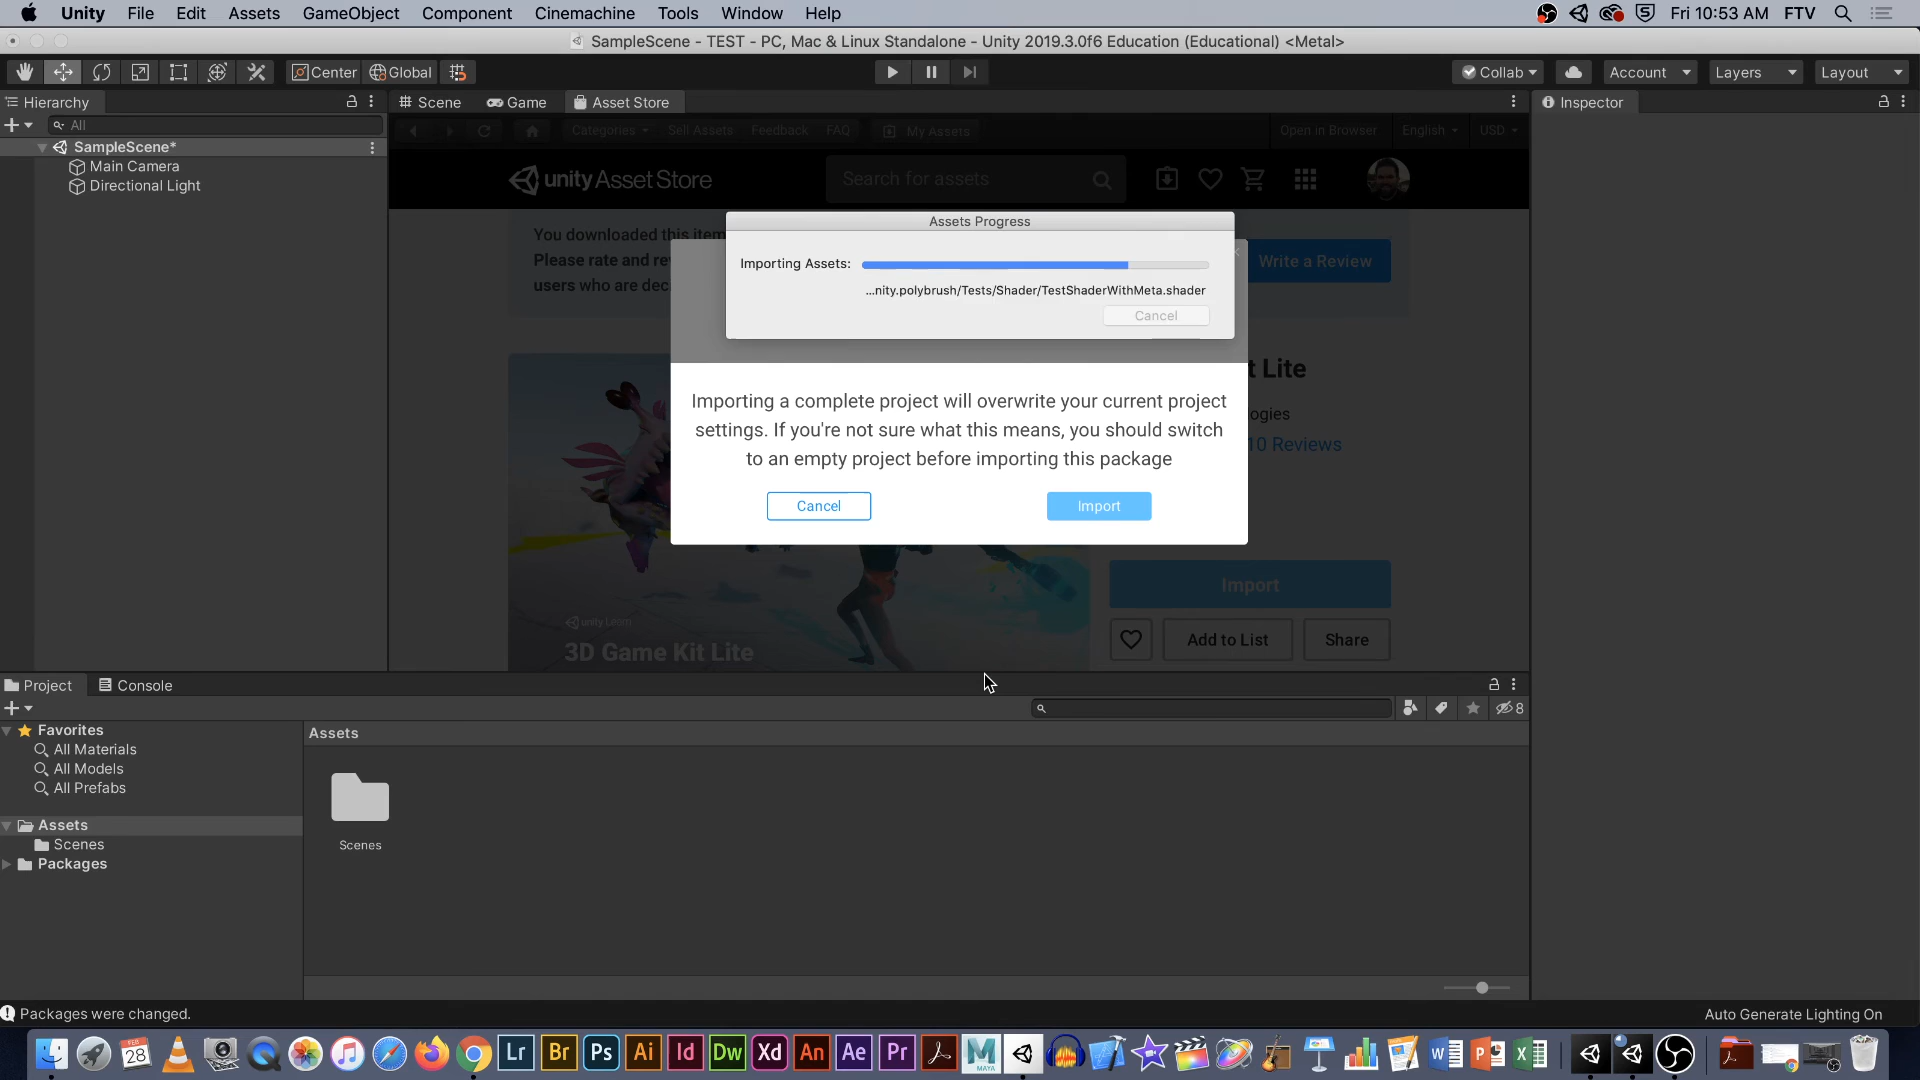 Unity File Edit Assets GameObject Component Cinemachine Tools Window Help Fri 10:53 AM FTV
SampleScene - TEST - PC, Mac & Linux Standalone - Unity 2019.3.0f6 Education (Educational) <Metal>
Center Global Collab Account Layers Layout
Hierarchy Scene Game Asset Store Inspector
All Categories Sell Assets Feedback FAQ My Assets Open in Browser English USD
SampleScene*
Main Camera
Directional Light
unity Asset Store Search for assets
You downloaded this item
Please rate and re
users who are dec
Write a Review
Assets Progress
Importing Assets:
...nity.polybrush/Tests/Shader/TestShaderWithMeta.shader
Cancel
t Lite
ogies
10 Reviews
Importing a complete project will overwrite your current project
settings. If you're not sure what this means, you should switch
to an empty project before importing this package
Cancel Import
Import
Add to List Share
unity Learn
3D Game Kit Lite
Project Console
8
Favorites
All Materials
All Models
All Prefabs
Assets
Scenes
Packages
Assets
Scenes
Packages were changed.
Auto Generate Lighting On
FEB
28
Lr Br Ps Ai Id Dw Xd An Ae Pr
MAYA
W P X